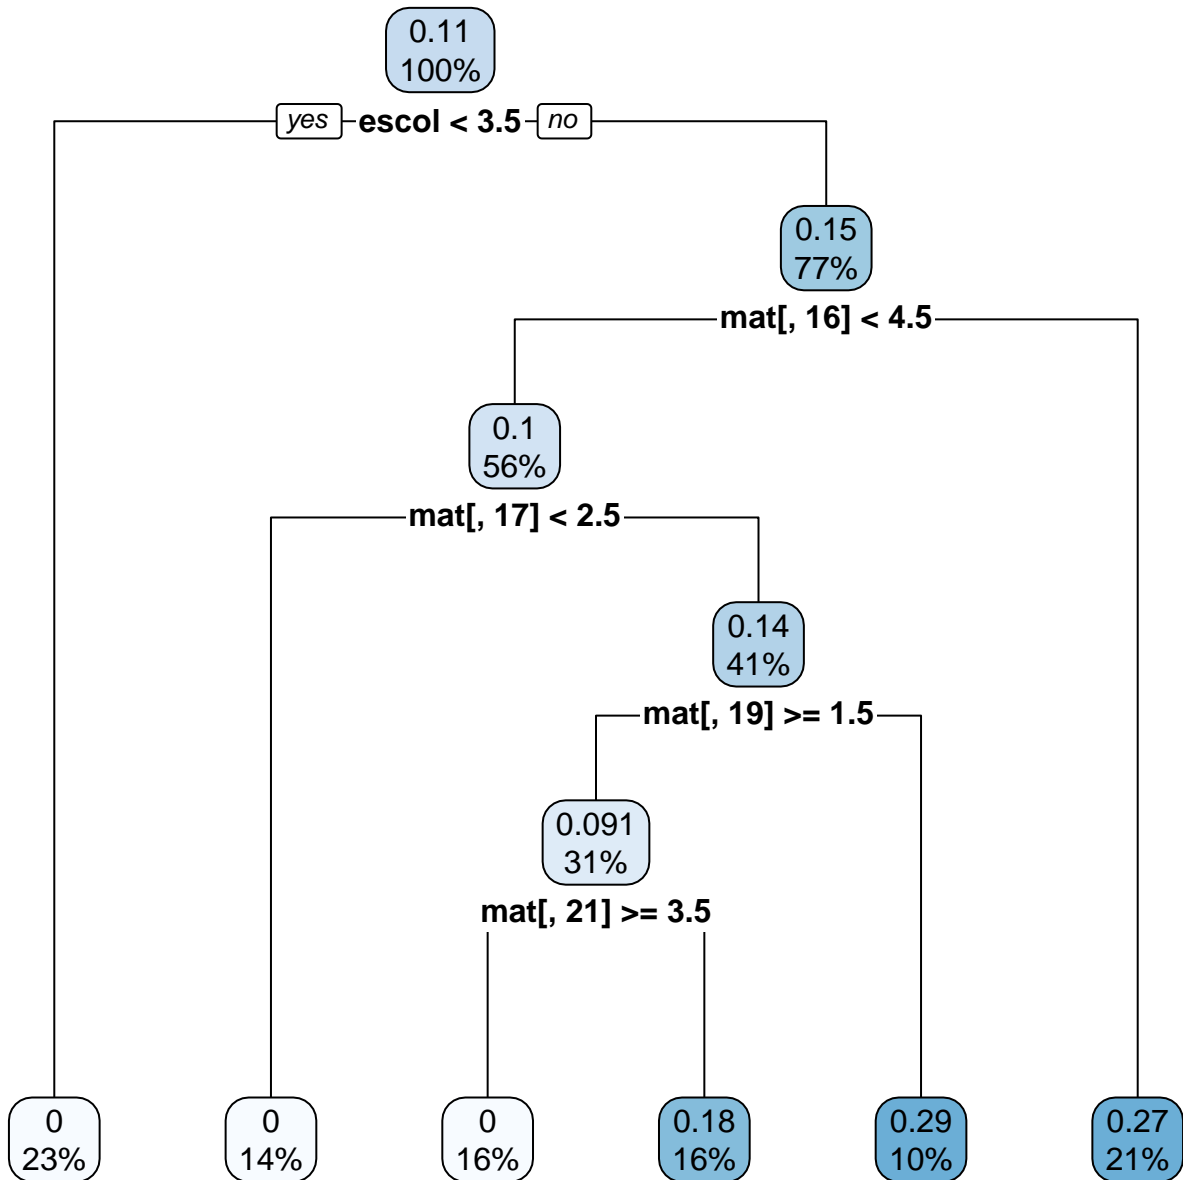 0.11
100%
yes escol < 3.5 no
0.15
77%
mat[, 16] < 4.5
0.1
56%
mat[, 17] < 2.5
0.14
41%
mat[, 19] >= 1.5
0.091
31%
mat[, 21] >= 3.5
0 0 0 0.18 0.29 0.27
23% 14% 16% 16% 10% 21%